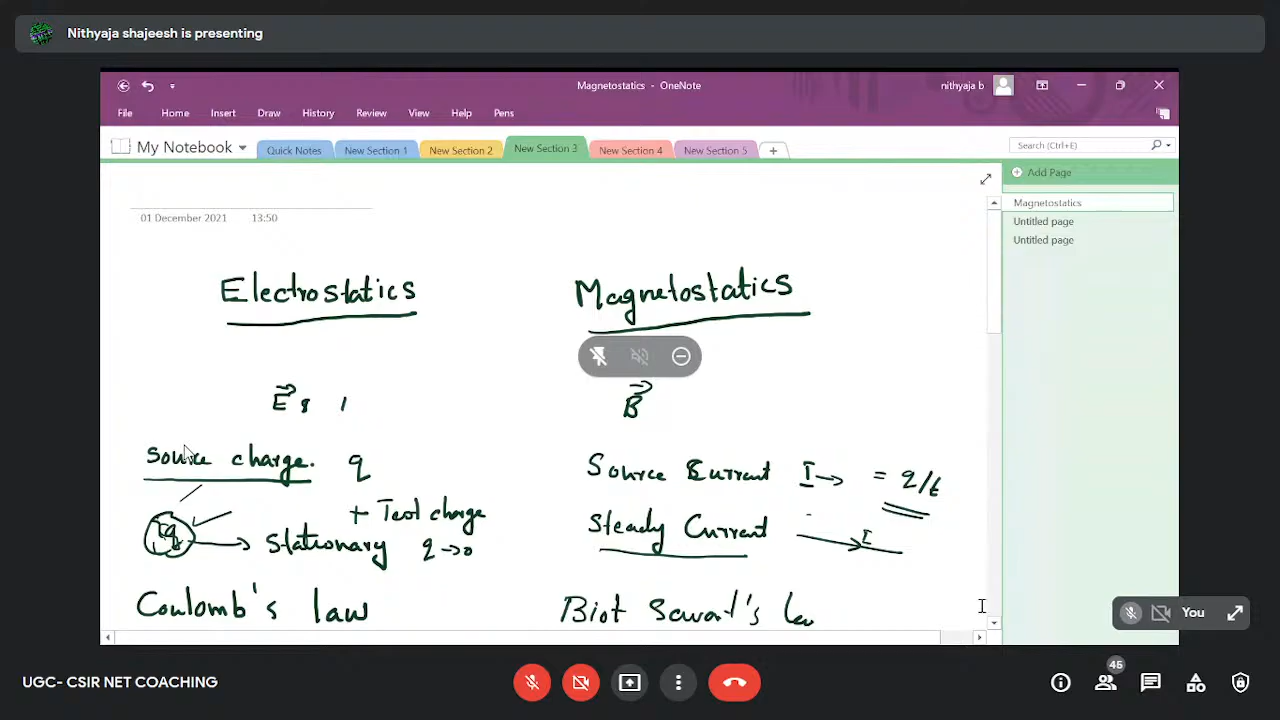 Nithyaja shajeesh is presenting
Magnetostatics - OneNote
nithyaja b
File Home Insert Draw History Review View Help Pens
My Notebook
Quick Notes New Section 1 New Section 2 New Section 3 New Section 4 New Section 5 +
Search (Ctrl+E)
Add Page
Magnetostatics
Untitled page
Untitled page
01 December 2021 13:50
Electrostatics Magnetostatics
E B
Source charge. q
Source Current I → = q/t
+ Test charge
Stationary q→0
Steady Current I
Coulomb's law
Biot Savart's
You
UGC- CSIR NET COACHING
45